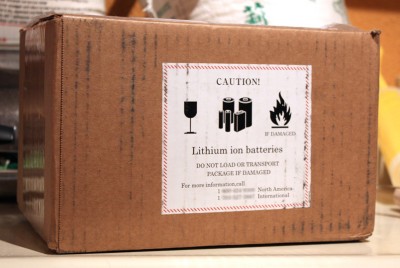 CAUTION!
IF DAMAGED
Lithium ion batteries
DO NOT LOAD OR TRANSPORT
PACKAGE IF DAMAGED
For more information,call
North America
International